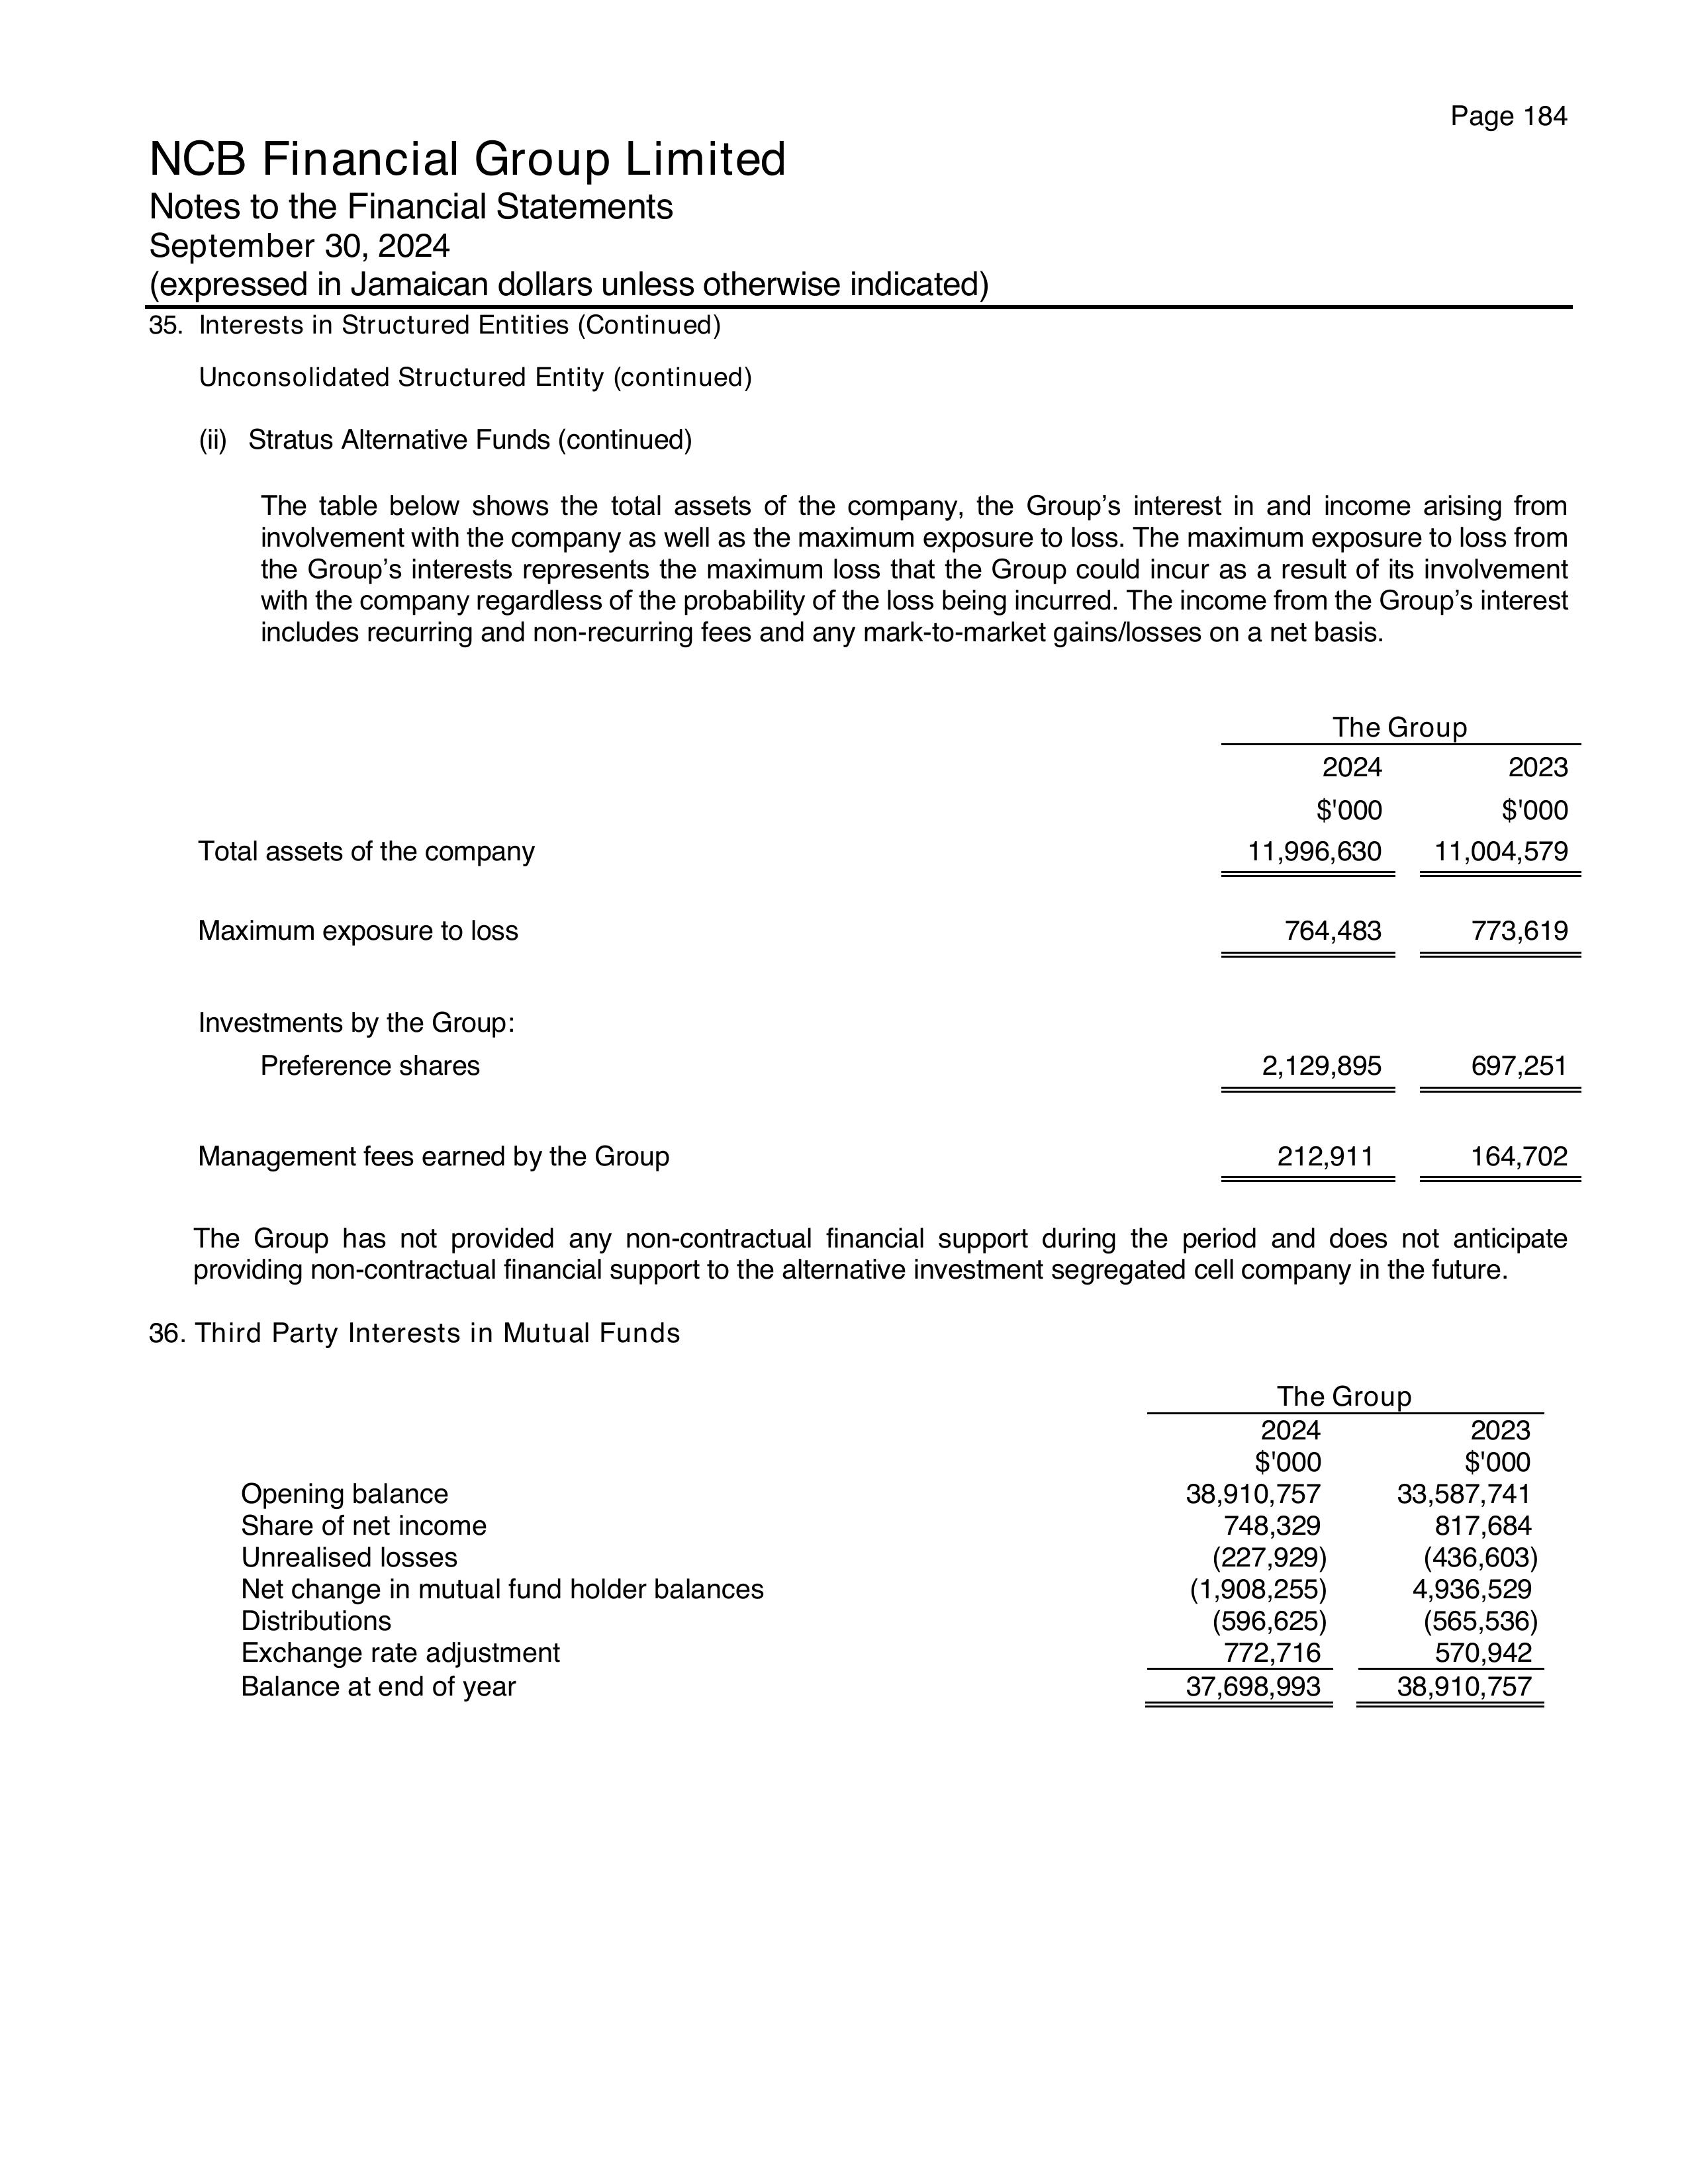 Page 184
NCB Financial Group Limited
Notes to the Financial Statements
September 30, 2024
(expressed in Jamaican dollars unless otherwise indicated)
35. Interests in Structured Entities (Continued)
Unconsolidated Structured Entity (continued)
(ii) Stratus Alternative Funds (continued)
The table below shows the total assets of the company, the Group’s interest in and income arising from
involvement with the company as well as the maximum exposure to loss. The maximum exposure to loss from
the Group’s interests represents the maximum loss that the Group could incur as a result of its involvement
with the company regardless of the probability of the loss being incurred. The income from the Group’s interest
includes recurring and non-recurring fees and any mark-to-market gains/losses on a net basis.
The Group
2024 2023
$'000 $'000
Total assets of the company 11,996,630 11,004,579
Maximum exposure to loss 764,483 773,619
Investments by the Group:
Preference shares 2,129,895 697,251
Management fees earned by the Group 212,911 164,702
The Group has not provided any non-contractual financial support during the period and does not anticipate
providing non-contractual financial support to the alternative investment segregated cell company in the future.
36. Third Party Interests in Mutual Funds
The Group
2024 2023
$'000 $'000
Opening balance 38,910,757 33,587,741
Share of net income 748,329 817,684
Unrealised losses (227,929) (436,603)
Net change in mutual fund holder balances (1,908,255) 4,936,529
Distributions (596,625) (565,536)
Exchange rate adjustment 772,716 570,942
Balance at end of year 37,698,993 38,910,757